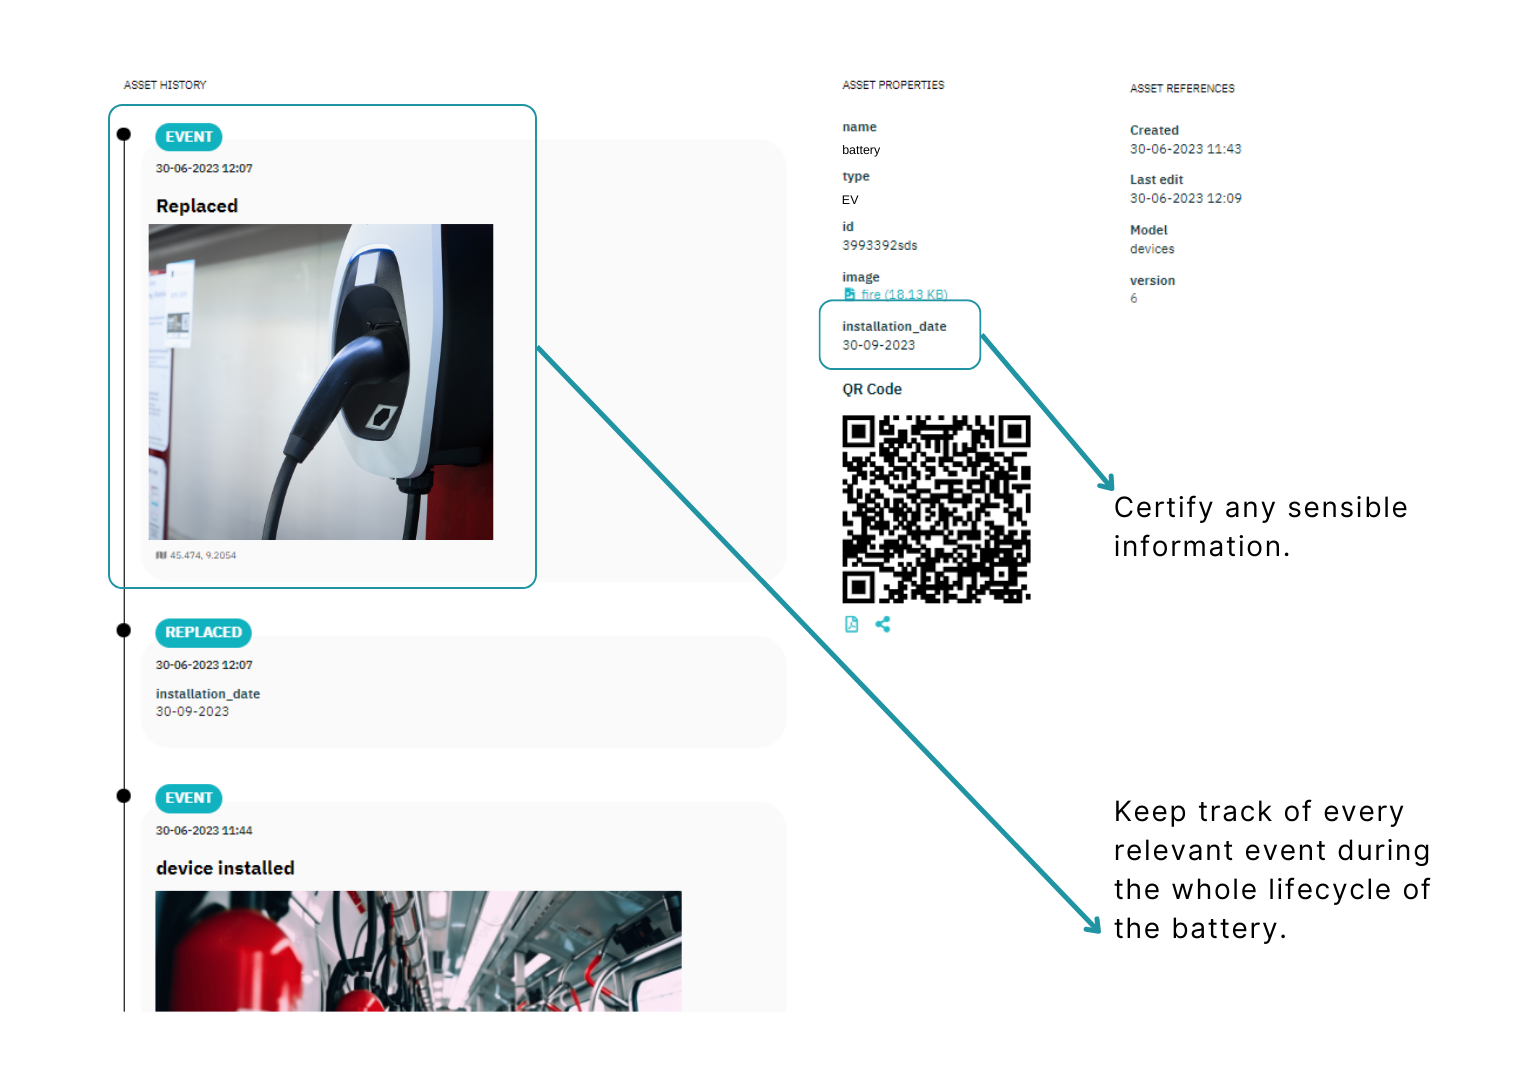 ASSET HISTORY
EVENT
30-06-2023 12:07
Replaced
45.474, 9.2054
REPLACED
30-06-2023 12:07
installation_date
30-09-2023
EVENT
30-06-2023 11:44
device installed
ASSET PROPERTIES
name
battery
type
EV
id
3993392sds
image
fire (18.13 KB)
installation_date
30-09-2023
QR Code
ASSET REFERENCES
Created
30-06-2023 11:43
Last edit
30-06-2023 12:09
Model
devices
version
6
Certify any sensible
information.
Keep track of every
relevant event during
the whole lifecycle of
the battery.